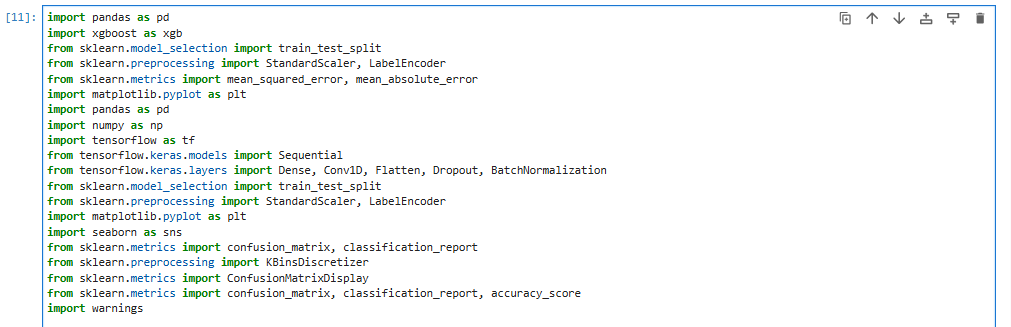 [11]:
import pandas as pd
import xgboost as xgb
from sklearn.model_selection import train_test_split
from sklearn.preprocessing import StandardScaler, LabelEncoder
from sklearn.metrics import mean_squared_error, mean_absolute_error
import matplotlib.pyplot as plt
import pandas as pd
import numpy as np
import tensorflow as tf
from tensorflow.keras.models import Sequential
from tensorflow.keras.layers import Dense, Conv1D, Flatten, Dropout, BatchNormalization
from sklearn.model_selection import train_test_split
from sklearn.preprocessing import StandardScaler, LabelEncoder
import matplotlib.pyplot as plt
import seaborn as sns
from sklearn.metrics import confusion_matrix, classification_report
from sklearn.preprocessing import KBinsDiscretizer
from sklearn.metrics import ConfusionMatrixDisplay
from sklearn.metrics import confusion_matrix, classification_report, accuracy_score
import warnings